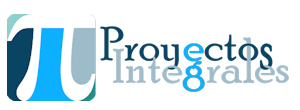 π Proyectos
Integrales